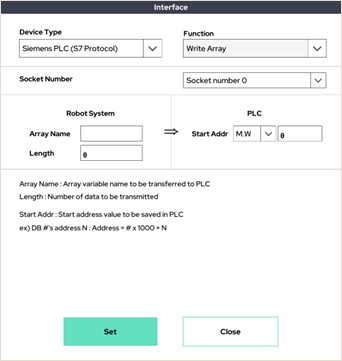 Interface
Device Type
Function
Siemens PLC (S7 Protocol)
Write Array
Socket Number
Socket number 0
Robot System
PLC
Array Name
⇒
Start Addr
M.W
0
Length
0
Array Name : Array variable name to be transferred to PLC
Length : Number of data to be transmitted
Start Addr : Start address value to be saved in PLC
ex) DB #'s address N : Address = # x 1000 + N
Set
Close